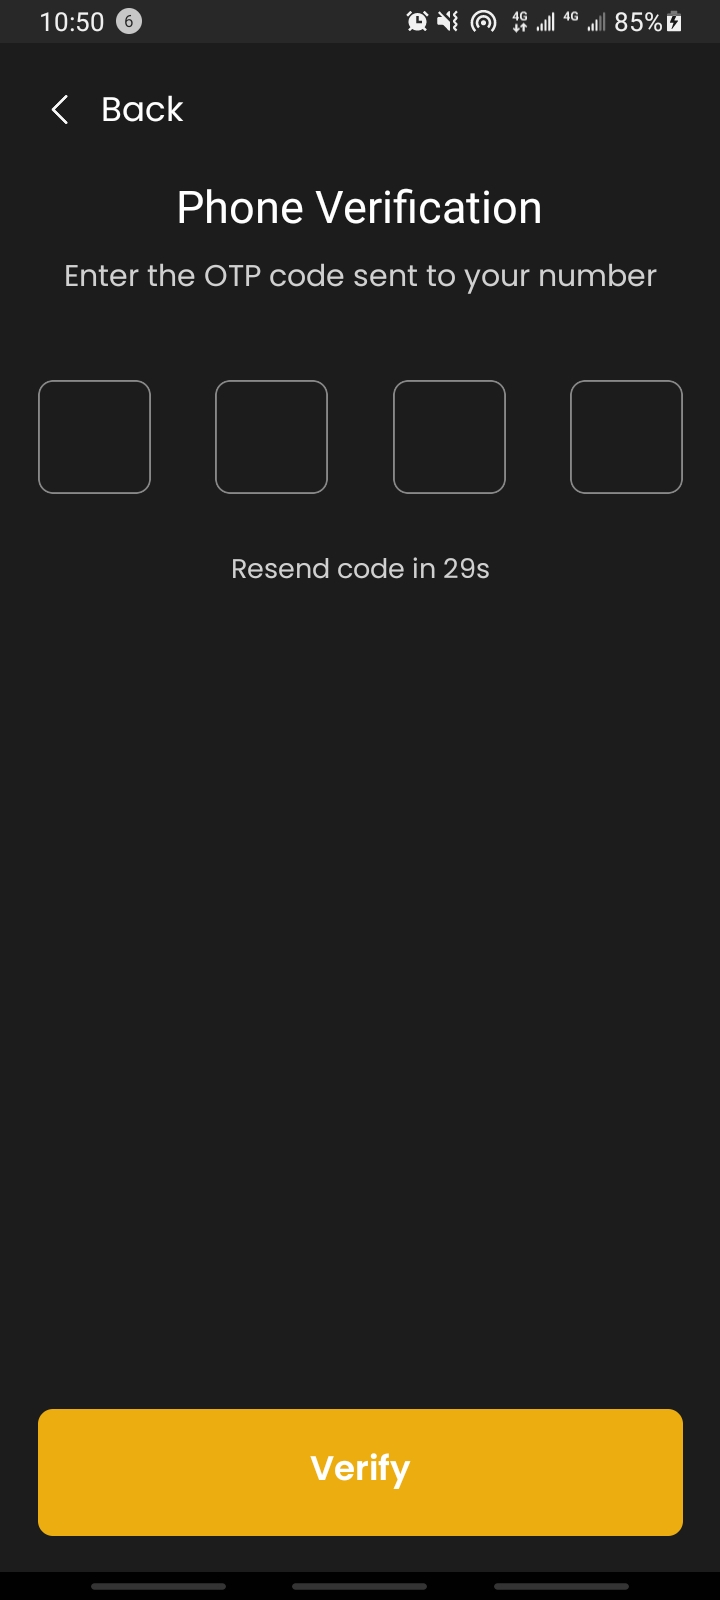 10:50 6 4G 4G 85%
Back
Phone Verification
Enter the OTP code sent to your number
Resend code in 29s
Verify